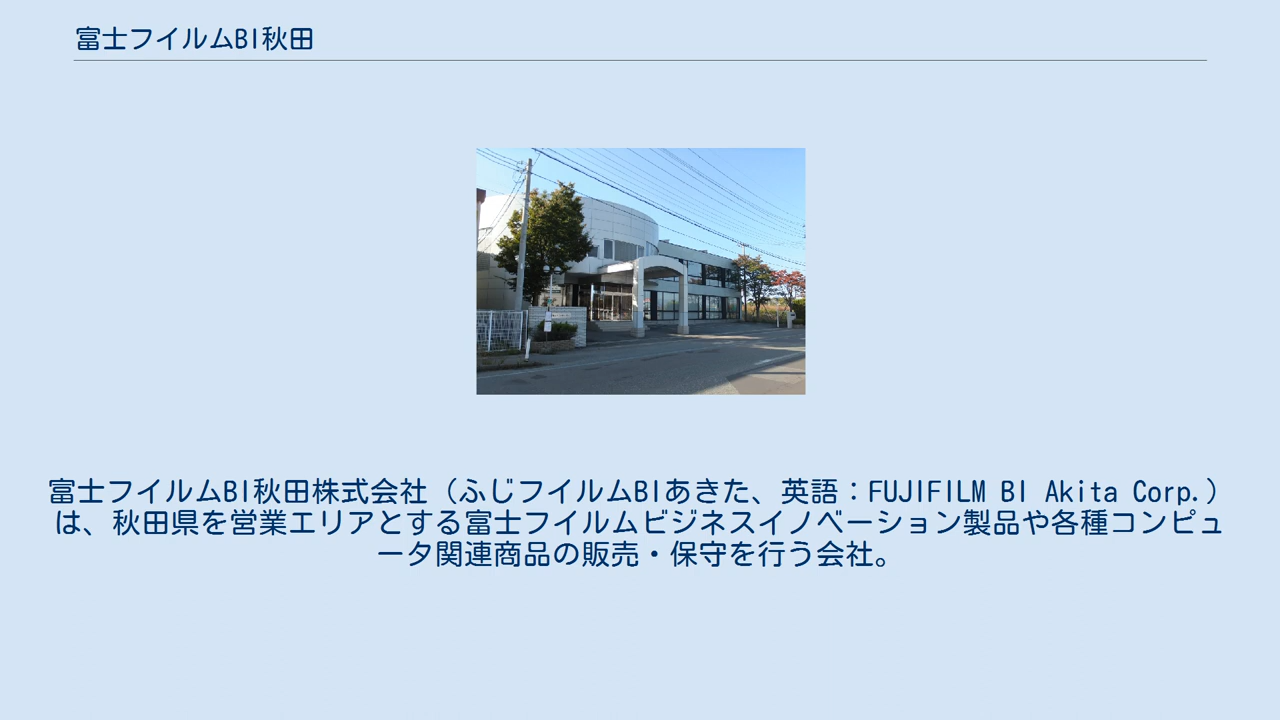 富士フイルムBI秋田
富士フイルムBI秋田株式会社（ふじフイルムBIあきた、英語：FUJIFILM BI Akita Corp.）
は、秋田県を営業エリアとする富士フイルムビジネスイノベーション製品や各種コンピュ
ータ関連商品の販売・保守を行う会社。